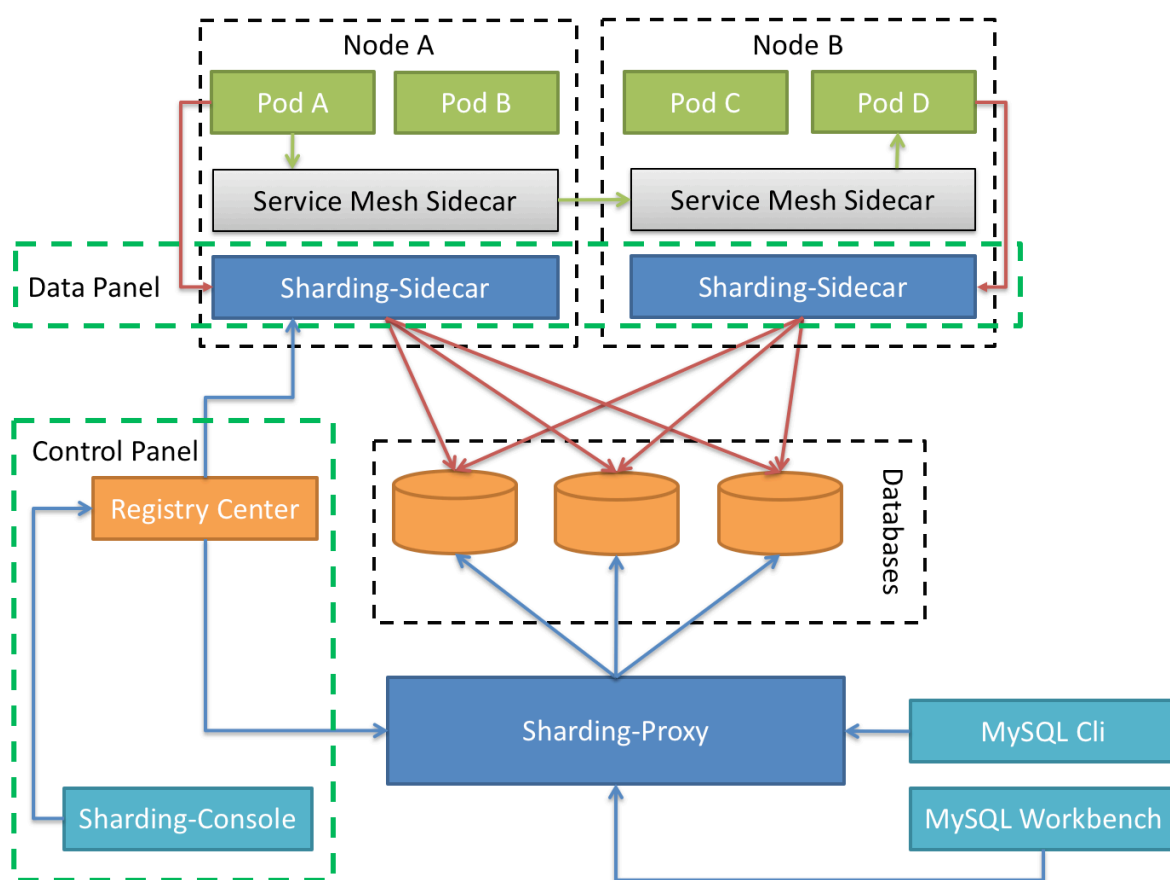 Node A
Node B
Pod A
Pod B
Pod C
Pod D
Service Mesh Sidecar
Service Mesh Sidecar
Data Panel
Sharding-Sidecar
Sharding-Sidecar
Control Panel
Registry Center
Databases
Sharding-Proxy
MySQL Cli
Sharding-Console
MySQL Workbench